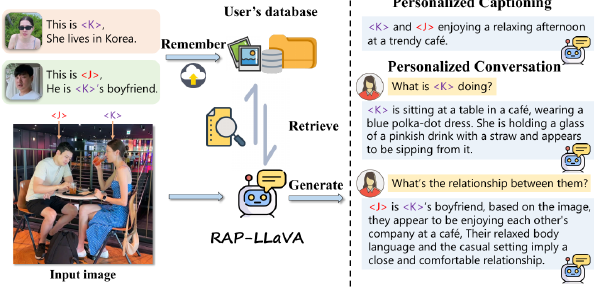 This is <K>,
She lives in Korea.
This is <J>,
He is <K>'s boyfriend.
<J>
<K>
Input image
Remember
User's database
Retrieve
Generate
RAP-LLaVA
Personalized Captioning
<K> and <J> enjoying a relaxing afternoon
at a trendy café.
Personalized Conversation
What is <K> doing?
<K> is sitting at a table in a café, wearing a
blue polka-dot dress. She is holding a glass
of a pinkish drink with a straw and appears
to be sipping from it.
What's the relationship between them?
<J> is <K>'s boyfriend, based on the image,
they appear to be enjoying each other's
company at a café, Their relaxed body
language and the casual setting imply a
close and comfortable relationship.